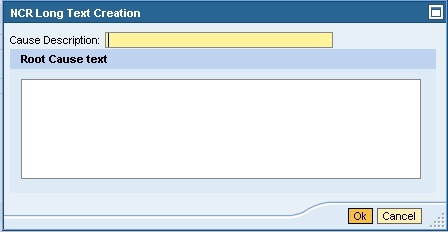 NCR Long Text Creation
Cause Description:
Root Cause text
Ok Cancel